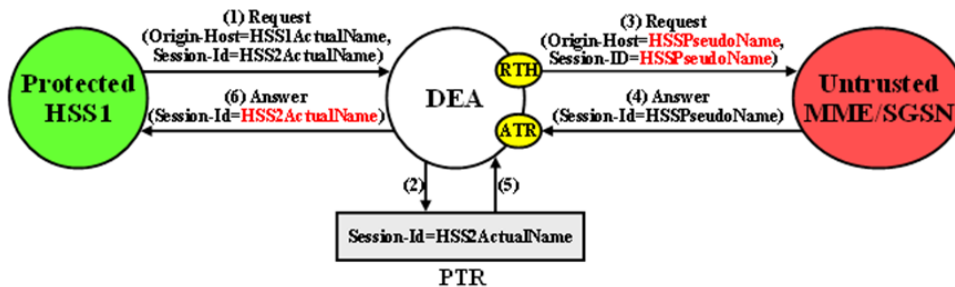 (1) Request
(Origin-Host=HSS1ActualName,
Session-Id=HSS2ActualName)
(3) Request
(Origin-Host=HSSPseudoName,
Session-ID=HSSPseudoName)
Protected
HSS1
DEA
RTH
ATR
Untrusted
MME/SGSN
(6) Answer
(Session-Id=HSS2ActualName)
(4) Answer
(Session-Id=HSSPseudoName)
(2)
(5)
Session-Id=HSS2ActualName
PTR